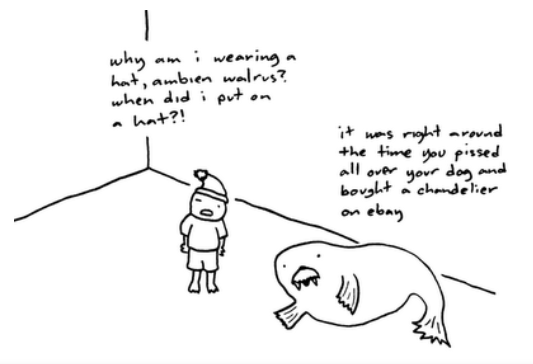 why am i wearing a
hat, ambien walrus?
when did i put on
a hat?!
it was right around
the time you pissed
all over your dog and
bought a chandelier
on ebay